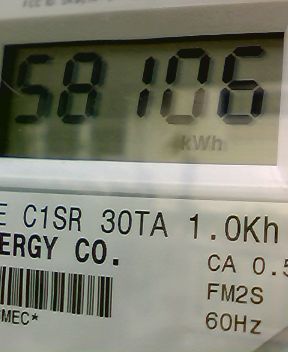 58106
kWh
E C1SR 30TA 1.0Kh
ERGY CO.
CA 0.5
FM2S
MEC*
60Hz